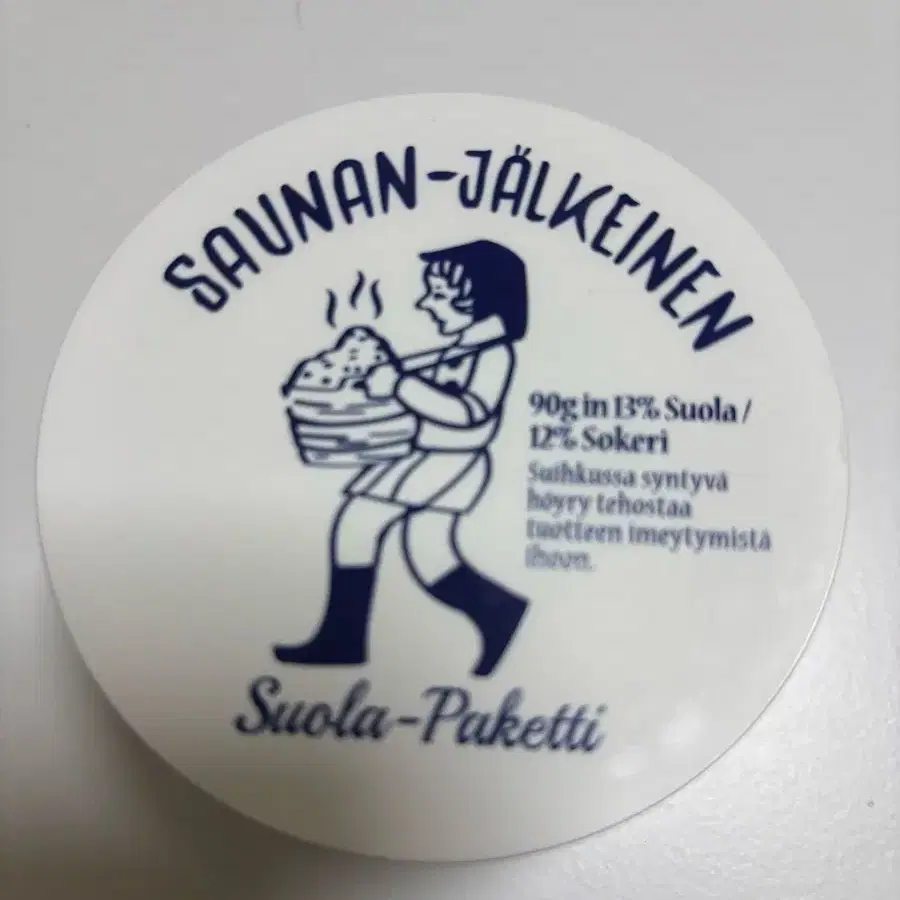 SAUNAN-JÄLKEINEN
90g in 13% Suola /
12% Sokeri
Suihkussa syntyvä
höyry tehostaa
tuotteen imeytymistä
ihoon.
Suola-Paketti